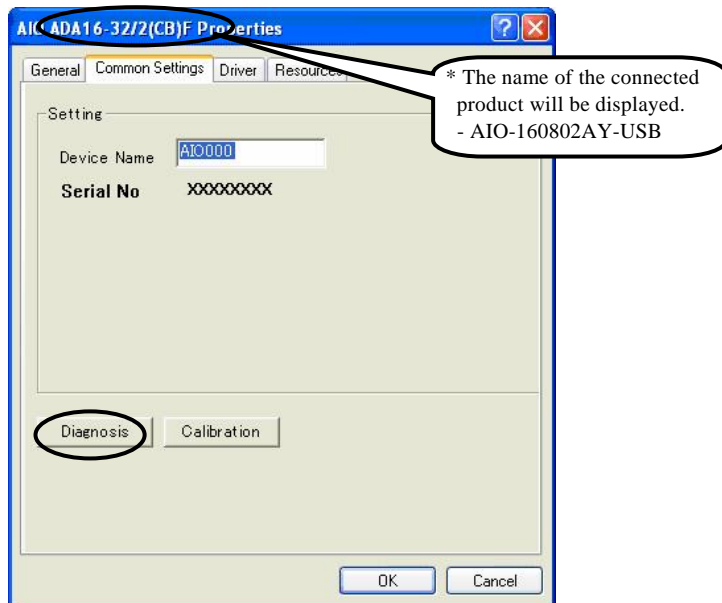 AIO ADA16-32/2(CB)F Properties
General Common Settings Driver Resources
* The name of the connected
product will be displayed.
- AIO-160802AY-USB
Setting
Device Name AIO000
Serial No XXXXXXXX
Diagnosis Calibration
OK Cancel